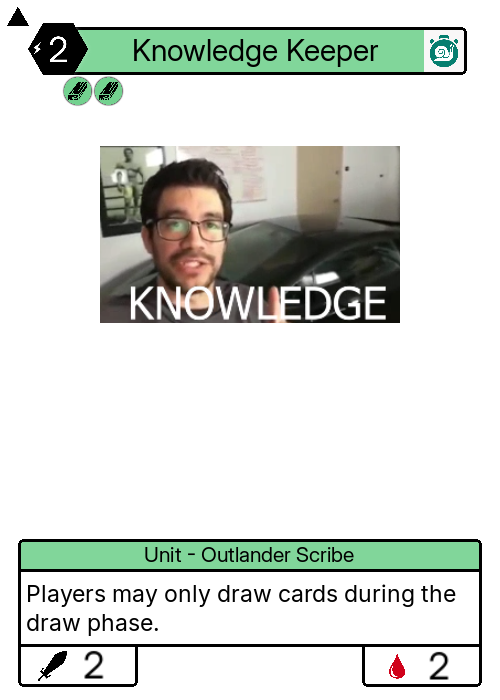 2
Knowledge Keeper
KNOWLEDGE
Unit - Outlander Scribe
Players may only draw cards during the
draw phase.
2
2